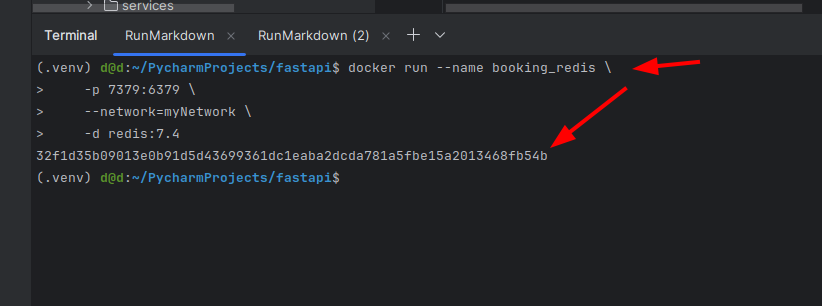 services
Terminal RunMarkdown RunMarkdown (2)
(.venv) d@d:~/PycharmProjects/fastapi$ docker run --name booking_redis \
> -p 7379:6379 \
> --network=myNetwork \
> -d redis:7.4
32f1d35b09013e0b91d5d43699361dc1eaba2dcda781a5fbe15a2013468fb54b
(.venv) d@d:~/PycharmProjects/fastapi$